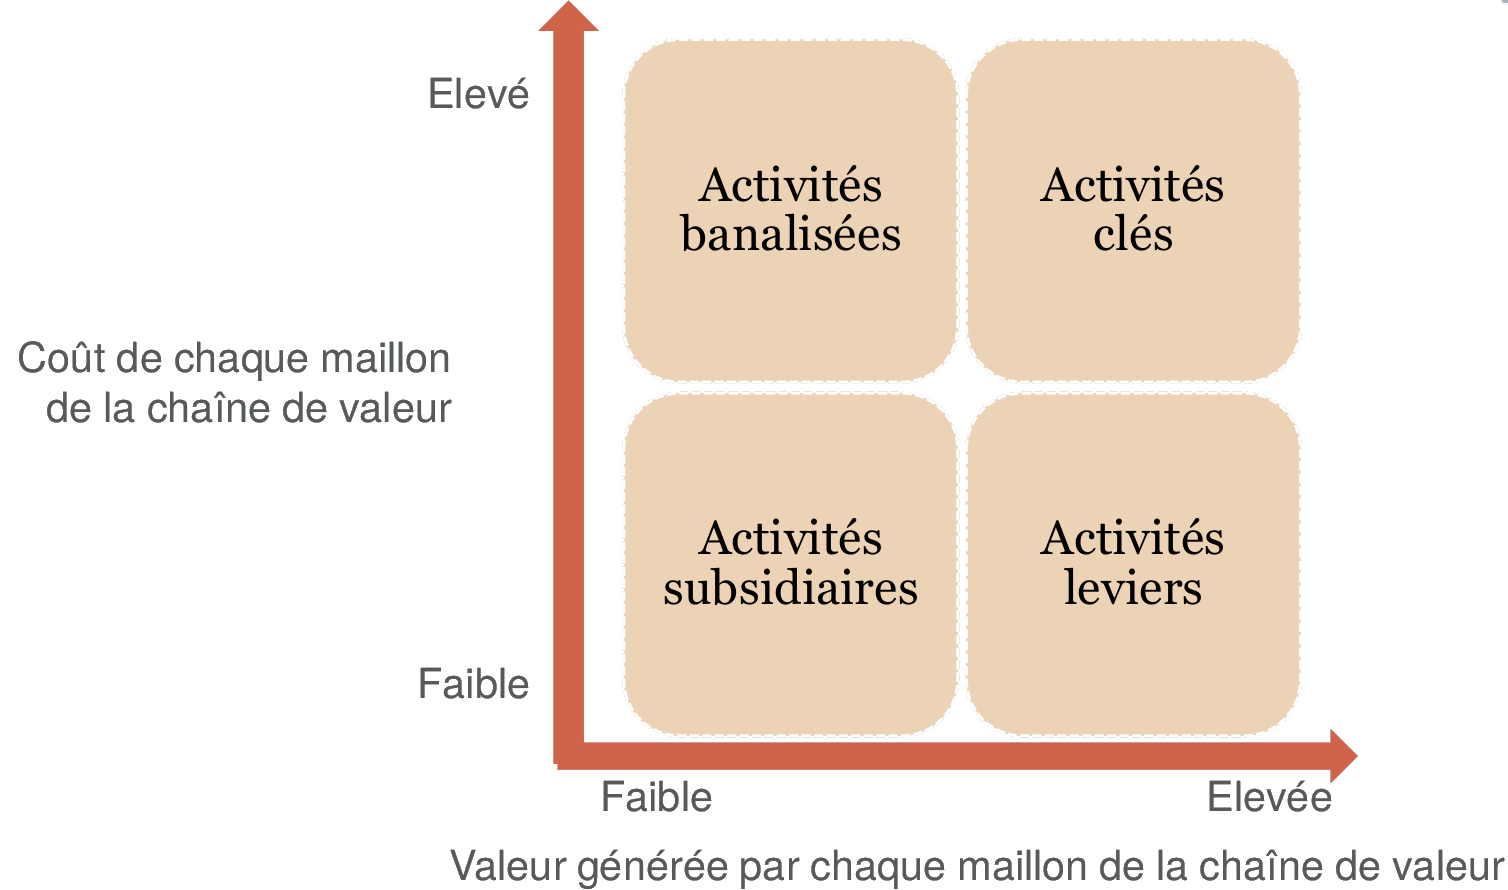 Elevé
Activités
banalisées
Activités
clés
Coût de chaque maillon
de la chaîne de valeur
Activités
subsidiaires
Activités
leviers
Faible
Faible
Elevée
Valeur générée par chaque maillon de la chaîne de valeur